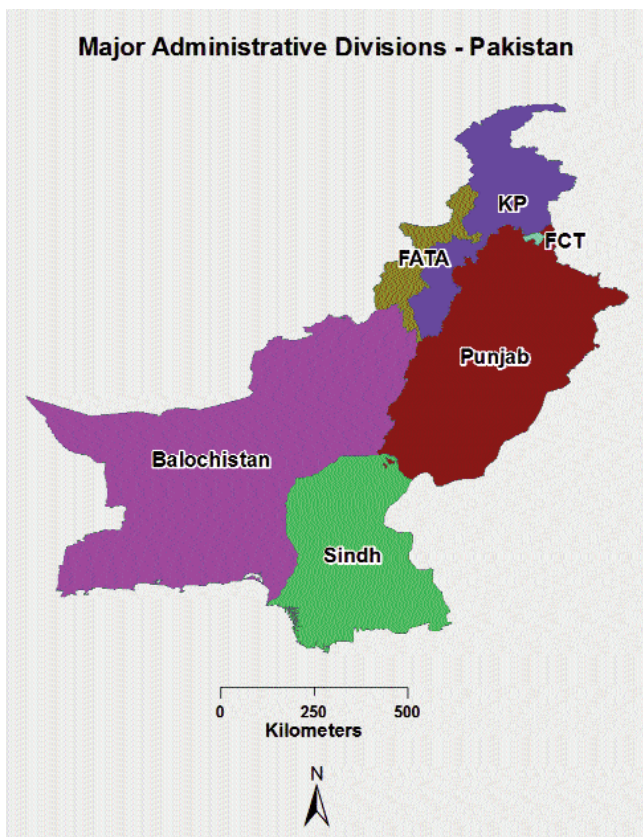 Major Administrative Divisions - Pakistan
KP
FCT
FATA
Punjab
Balochistan
Sindh
0 250 500
Kilometers
N